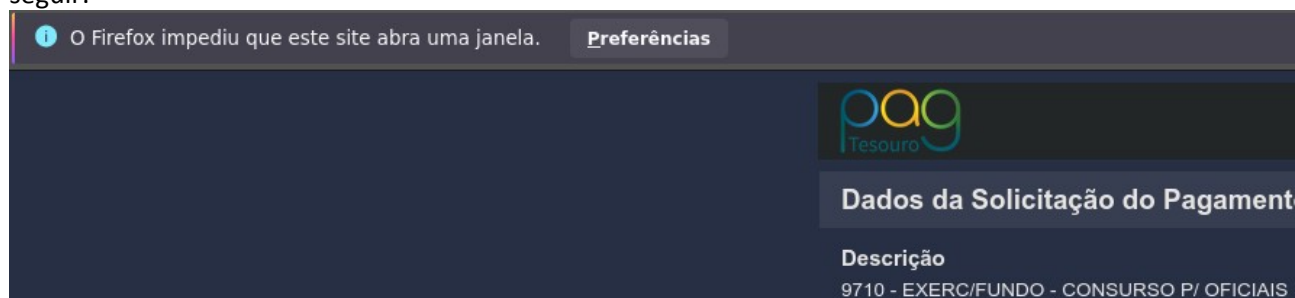 seguir.
O Firefox impediu que este site abra uma janela. Preferências
pag
Tesouro
Dados da Solicitação do Pagament
Descrição
9710 - EXERC/FUNDO - CONSURSO P/ OFICIAIS